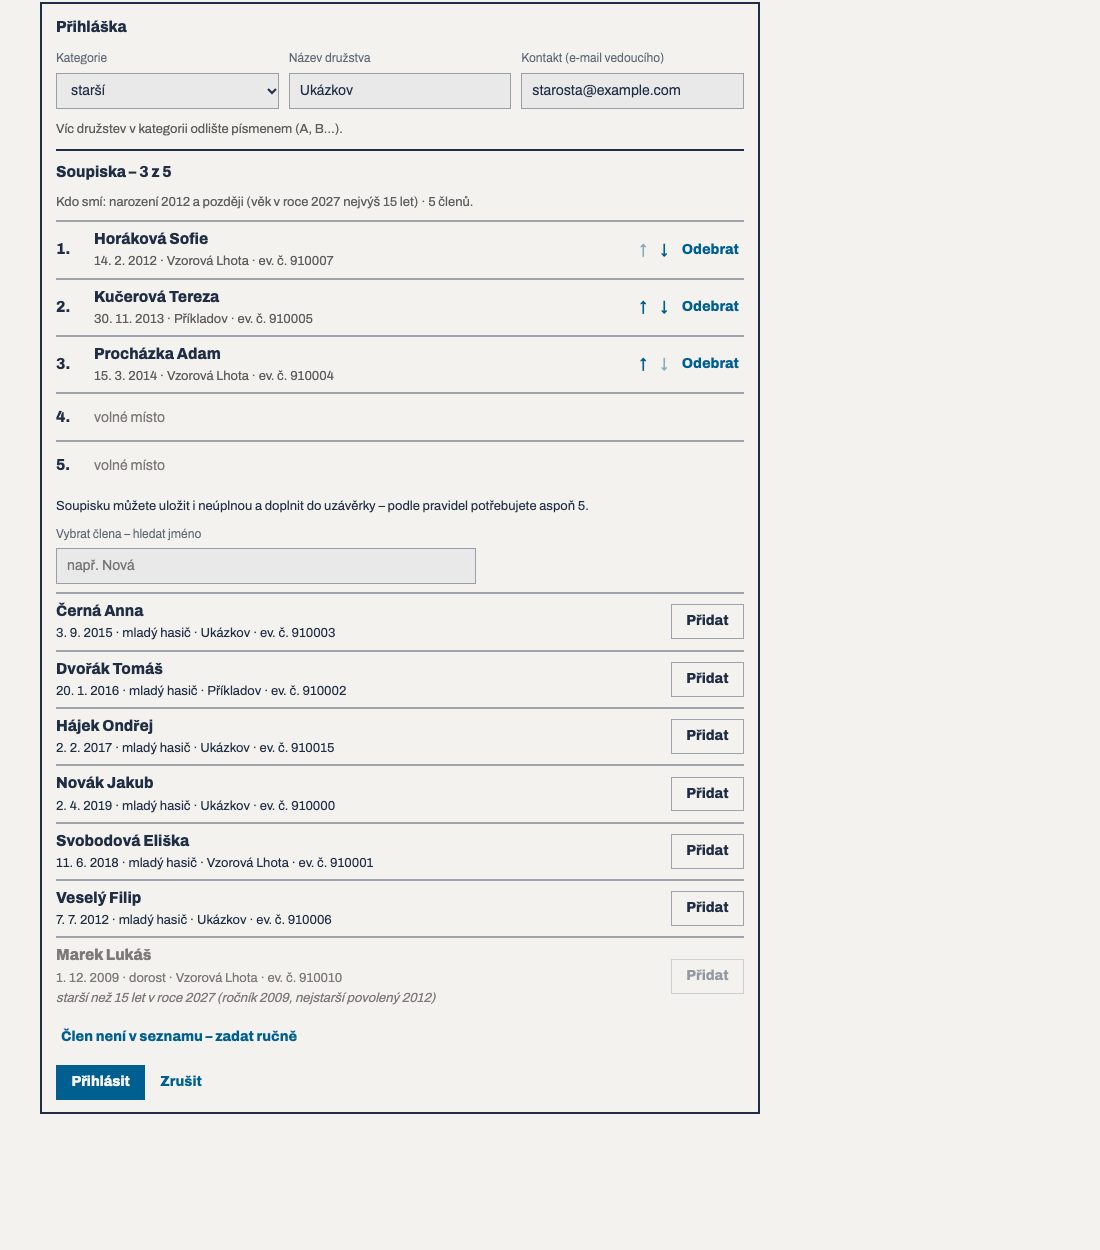 Přihláška
Kategorie
Název družstva
Kontakt (e-mail vedoucího)
starší
Ukázkov
starosta@example.com
Víc družstev v kategorii odlište písmenem (A, B…).
Soupiska – 3 z 5
Kdo smí: narození 2012 a později (věk v roce 2027 nejvýš 15 let) · 5 členů.
1.
Horáková Sofie
14. 2. 2012 · Vzorová Lhota · ev. č. 910007
↑ ↓ Odebrat
2.
Kučerová Tereza
30. 11. 2013 · Příkladov · ev. č. 910005
↑ ↓ Odebrat
3.
Procházka Adam
15. 3. 2014 · Vzorová Lhota · ev. č. 910004
↑ ↓ Odebrat
4. volné místo
5. volné místo
Soupisku můžete uložit i neúplnou a doplnit do uzávěrky – podle pravidel potřebujete aspoň 5.
Vybrat člena – hledat jméno
např. Nová
Černá Anna
3. 9. 2015 · mladý hasič · Ukázkov · ev. č. 910003
Přidat
Dvořák Tomáš
20. 1. 2016 · mladý hasič · Příkladov · ev. č. 910002
Přidat
Hájek Ondřej
2. 2. 2017 · mladý hasič · Ukázkov · ev. č. 910015
Přidat
Novák Jakub
2. 4. 2019 · mladý hasič · Ukázkov · ev. č. 910000
Přidat
Svobodová Eliška
11. 6. 2018 · mladý hasič · Vzorová Lhota · ev. č. 910001
Přidat
Veselý Filip
7. 7. 2012 · mladý hasič · Ukázkov · ev. č. 910006
Přidat
Marek Lukáš
1. 12. 2009 · dorost · Vzorová Lhota · ev. č. 910010
starší než 15 let v roce 2027 (ročník 2009, nejstarší povolený 2012)
Přidat
Člen není v seznamu – zadat ručně
Přihlásit
Zrušit